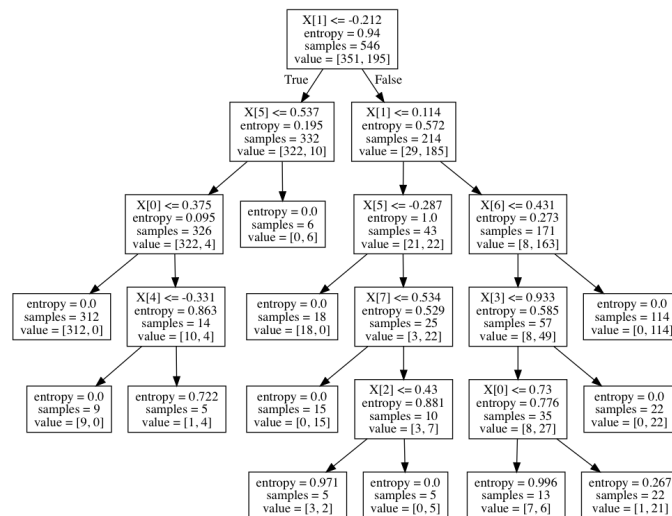 X[1] <= -0.212
entropy = 0.94
samples = 546
value = [351, 195]
True
False
X[5] <= 0.537
entropy = 0.195
samples = 332
value = [322, 10]
X[1] <= 0.114
entropy = 0.572
samples = 214
value = [29, 185]
X[0] <= 0.375
entropy = 0.095
samples = 326
value = [322, 4]
entropy = 0.0
samples = 6
value = [0, 6]
X[5] <= -0.287
entropy = 1.0
samples = 43
value = [21, 22]
X[6] <= 0.431
entropy = 0.273
samples = 171
value = [8, 163]
entropy = 0.0
samples = 312
value = [312, 0]
X[4] <= -0.331
entropy = 0.863
samples = 14
value = [10, 4]
entropy = 0.0
samples = 18
value = [18, 0]
X[7] <= 0.534
entropy = 0.529
samples = 25
value = [3, 22]
X[3] <= 0.933
entropy = 0.585
samples = 57
value = [8, 49]
entropy = 0.0
samples = 114
value = [0, 114]
entropy = 0.0
samples = 9
value = [9, 0]
entropy = 0.722
samples = 5
value = [1, 4]
entropy = 0.0
samples = 15
value = [0, 15]
X[2] <= 0.43
entropy = 0.881
samples = 10
value = [3, 7]
X[0] <= 0.73
entropy = 0.776
samples = 35
value = [8, 27]
entropy = 0.0
samples = 22
value = [0, 22]
entropy = 0.971
samples = 5
value = [3, 2]
entropy = 0.0
samples = 5
value = [0, 5]
entropy = 0.996
samples = 13
value = [7, 6]
entropy = 0.267
samples = 22
value = [1, 21]